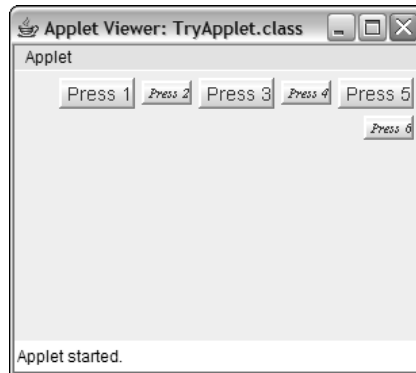 Applet Viewer: TryApplet.class
Applet
Press 1 Press 2 Press 3 Press 4 Press 5
Press 6
Applet started.